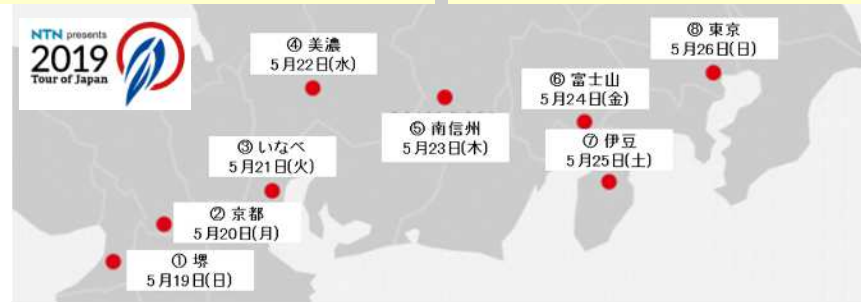 NTN presents
2019
Tour of Japan
④ 美濃
5月22日(水)
⑧ 東京
5月26日(日)
⑥ 富士山
5月24日(金)
⑤ 南信州
5月23日(木)
⑦ 伊豆
5月25日(土)
③ いなべ
5月21日(火)
② 京都
5月20日(月)
① 堺
5月19日(日)